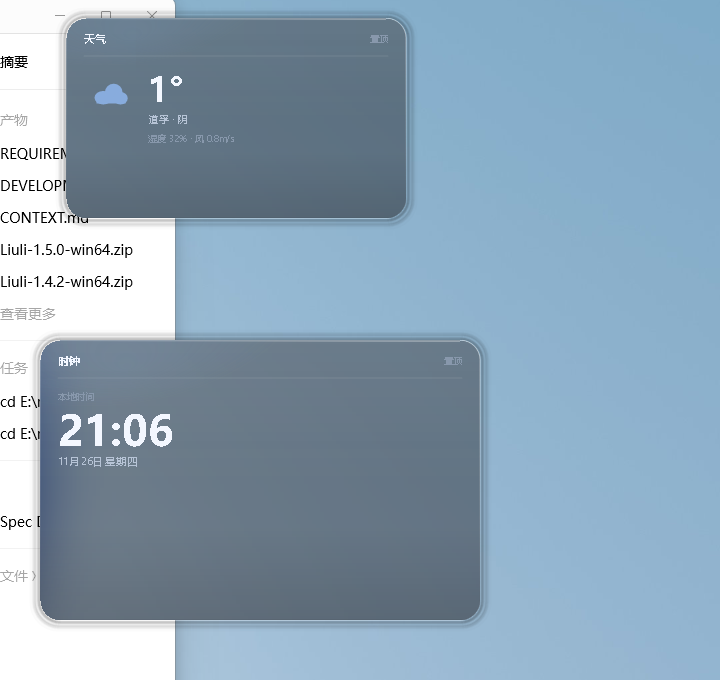 天气
置顶
1°
道孚 · 阴
湿度 32% · 风 0.8m/s
摘要
产物
REQUIREM
DEVELOPM
CONTEXT.md
Liuli-1.5.0-win64.zip
Liuli-1.4.2-win64.zip
查看更多
时钟
置顶
本地时间
21:06
11月26日 星期四
任务
cd E:\r
cd E:\r
Spec D
文件 〉